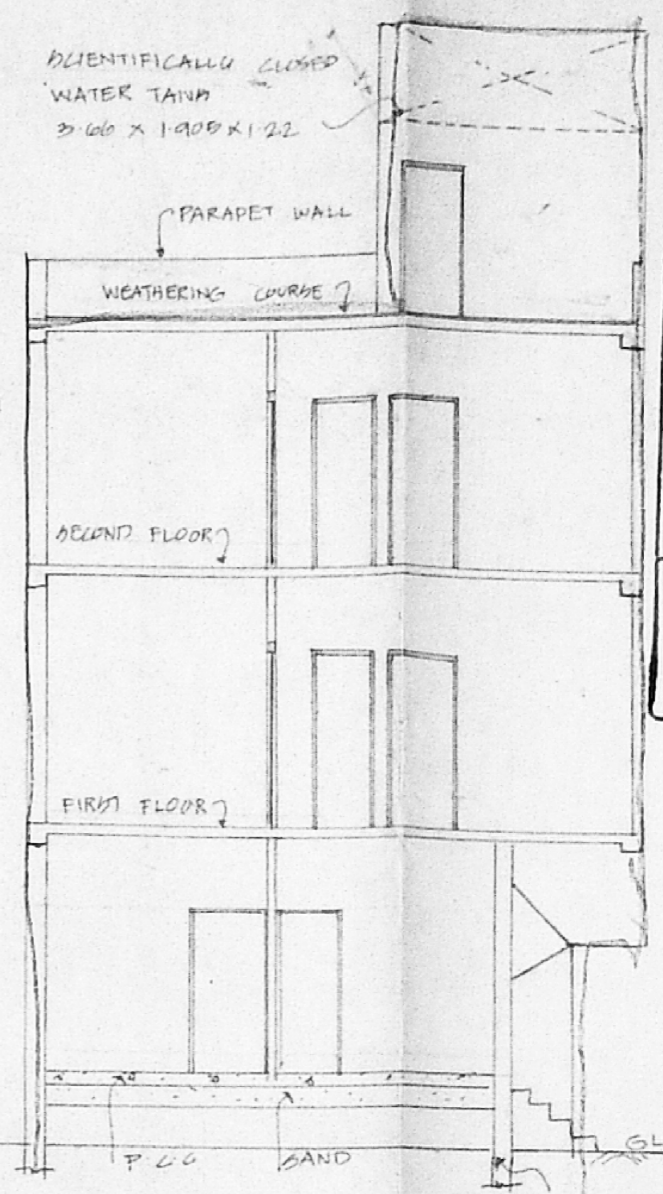 SCIENTIFICALLY CLOSED
WATER TANK
3.66 x 1.905 x 1.22
PARAPET WALL
WEATHERING COURSE
SECOND FLOOR
FIRST FLOOR
P.C.C
SAND
GL